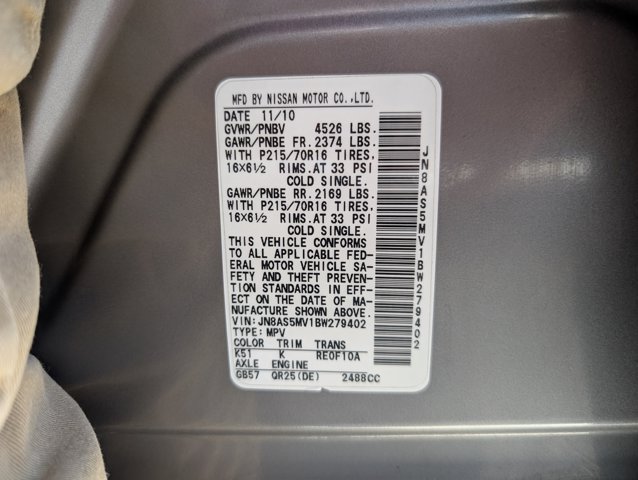 MFD BY NISSAN MOTOR CO.,LTD.
DATE 11/10
GVWR/PNBV 4526 LBS.
GAWR/PNBE FR. 2374 LBS.
WITH P215/70R16 TIRES,
16×6½ RIMS. AT 33 PSI
COLD SINGLE.
GAWR/PNBE RR. 2169 LBS.
WITH P215/70R16 TIRES,
16×6½ RIMS. AT 33 PSI
COLD SINGLE.
THIS VEHICLE CONFORMS
TO ALL APPLICABLE FED-
ERAL MOTOR VEHICLE SA-
FETY AND THEFT PREVEN-
TION STANDARDS IN EFF-
ECT ON THE DATE OF MA-
NUFACTURE SHOWN ABOVE.
VIN: JN8AS5MV1BW279402
TYPE: MPV
COLOR TRIM TRANS
K51 K RE0F10A
AXLE ENGINE
GB57 QR25(DE) 2488CC
JN8AS5MV1BW279402